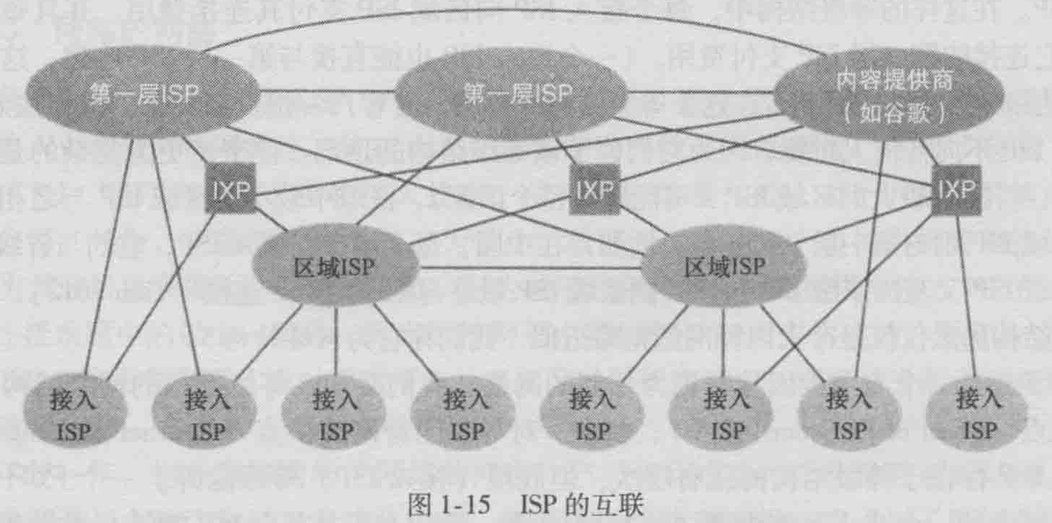 第一层ISP
第一层ISP
内容提供商
（如谷歌）
IXP
IXP
IXP
区域ISP
区域ISP
接入
ISP
接入
ISP
接入
ISP
接入
ISP
接入
ISP
接入
ISP
接入
ISP
接入
ISP
图 1-15 ISP 的互联